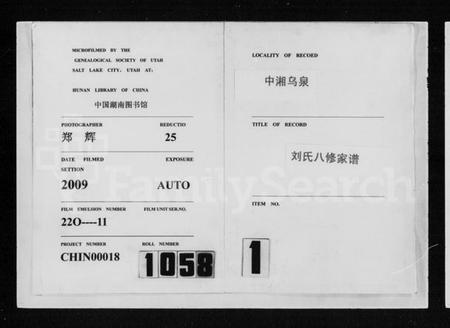 MICROFILMED BY THE
GENEALOGICAL SOCIETY OF UTAH
SALT LAKE CITY. UTAH AT:
HUNAN LIBRARY OF CHINA
中国湖南图书馆
PHOTOGRAPHER REDUCTIO
郑 辉 25
DATE FILMED EXPOSURE
SETTION
2009 AUTO
FILM EMULSION NUMBER FILM UNIT SER.NO.
22O----11
PROJECT NUMBER ROLL NUMBER
CHIN00018 1058 1
LOCALITY OF RECORED
中湘乌泉
TITLE OF RECORD
刘氏八修家谱
ITEM NO.
FamilySearch